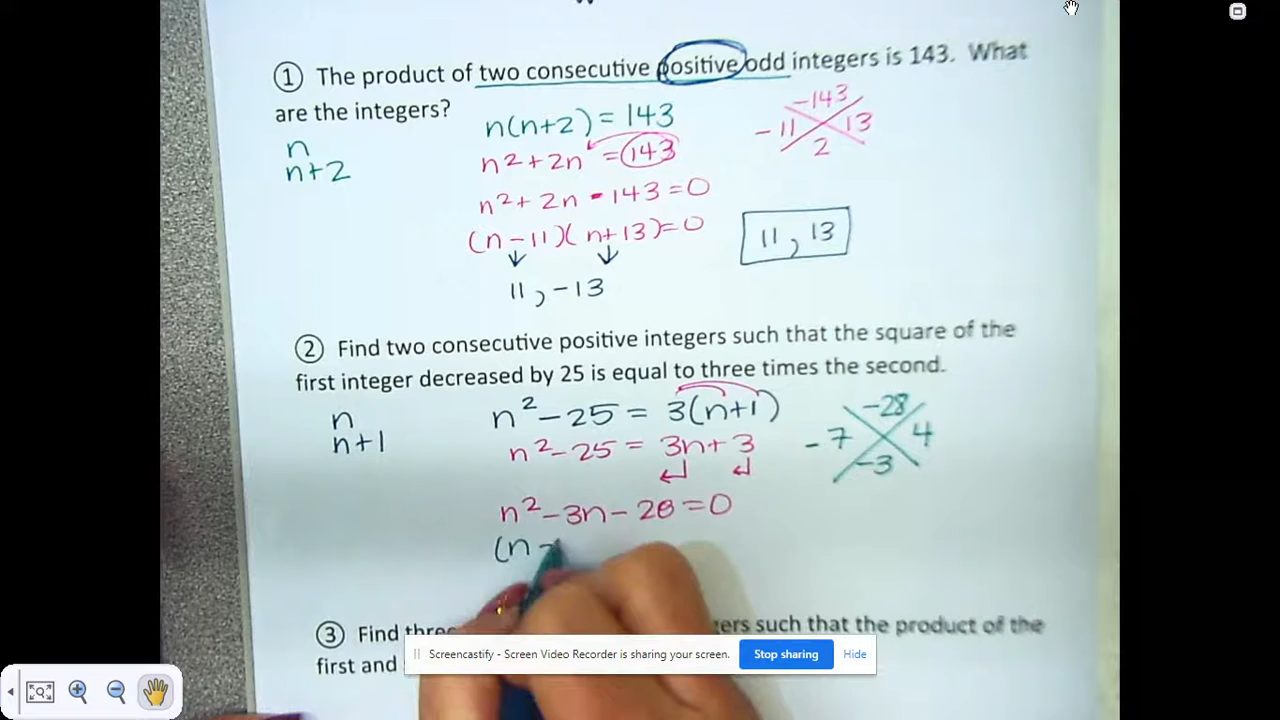 ① The product of two consecutive positive odd integers is 143. What
are the integers?
n
n+2
n(n+2) = 143
n²+2n = 143
n²+2n - 143 = 0
(n-11)(n+13)=0
11, -13
-143
-11 13
2
11, 13
② Find two consecutive positive integers such that the square of the
first integer decreased by 25 is equal to three times the second.
n
n+1
n²-25 = 3(n+1)
n²-25 = 3n+3
n²-3n-28=0
(n -
-28
-7 4
-3
③ Find three gers such that the product of the
first and
Screencastify - Screen Video Recorder is sharing your screen. Stop sharing Hide